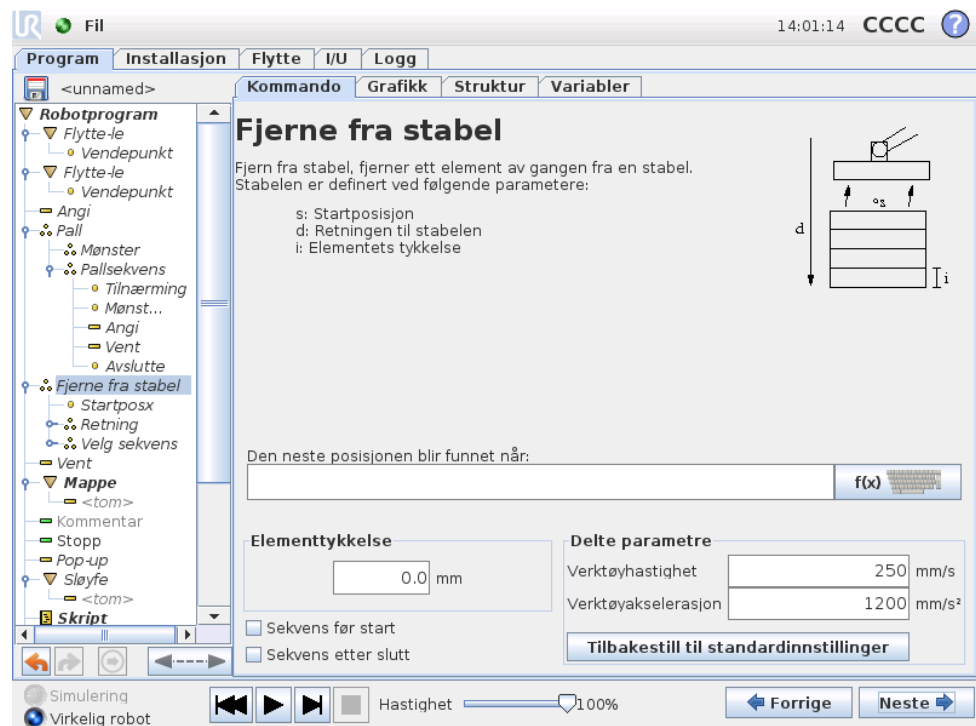 UR Fil 14:01:14 CCCC ?
Program Installasjon Flytte I/U Logg
<unnamed>
Kommando Grafikk Struktur Variabler
Robotprogram
Flytte-le
Vendepunkt
Flytte-le
Vendepunkt
Angi
Pall
Mønster
Pallsekvens
Tilnærming
Mønst...
Angi
Vent
Avslutte
Fjerne fra stabel
Startposx
Retning
Velg sekvens
Vent
Mappe
<tom>
Kommentar
Stopp
Pop-up
Sløyfe
<tom>
Skript
Fjerne fra stabel
Fjern fra stabel, fjerner ett element av gangen fra en stabel.
Stabelen er definert ved følgende parametere:
s: Startposisjon
d: Retningen til stabelen
i: Elementets tykkelse
s
d
i
Den neste posisjonen blir funnet når:
f(x)
Elementtykkelse
0.0 mm
Sekvens før start
Sekvens etter slutt
Delte parametre
Verktøyhastighet 250 mm/s
Verktøyakselerasjon 1200 mm/s²
Tilbakestill til standardinnstillinger
Simulering
Virkelig robot
Hastighet 100%
Forrige Neste